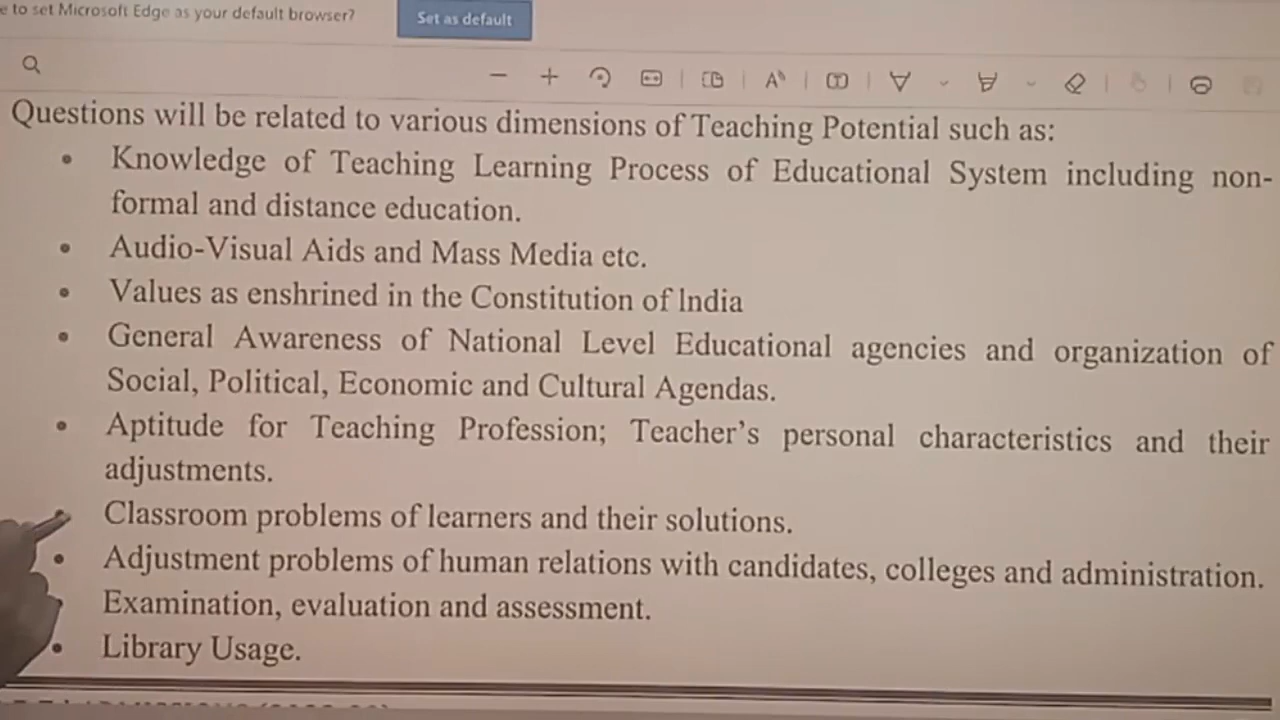 e to set Microsoft Edge as your default browser?
Set as default
Questions will be related to various dimensions of Teaching Potential such as:
• Knowledge of Teaching Learning Process of Educational System including non-
formal and distance education.
• Audio-Visual Aids and Mass Media etc.
• Values as enshrined in the Constitution of India
• General Awareness of National Level Educational agencies and organization of
Social, Political, Economic and Cultural Agendas.
• Aptitude for Teaching Profession; Teacher's personal characteristics and their
adjustments.
Classroom problems of learners and their solutions.
• Adjustment problems of human relations with candidates, colleges and administration.
Examination, evaluation and assessment.
• Library Usage.